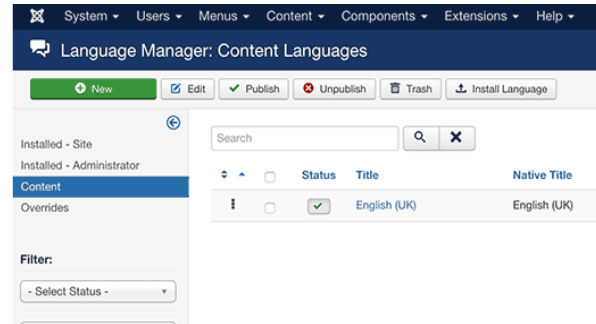 System Users Menus Content Components Extensions Help
Language Manager: Content Languages
New Edit Publish Unpublish Trash Install Language
Installed - Site
Installed - Administrator
Content
Overrides
Filter:
- Select Status -
Search
Status Title Native Title
English (UK) English (UK)